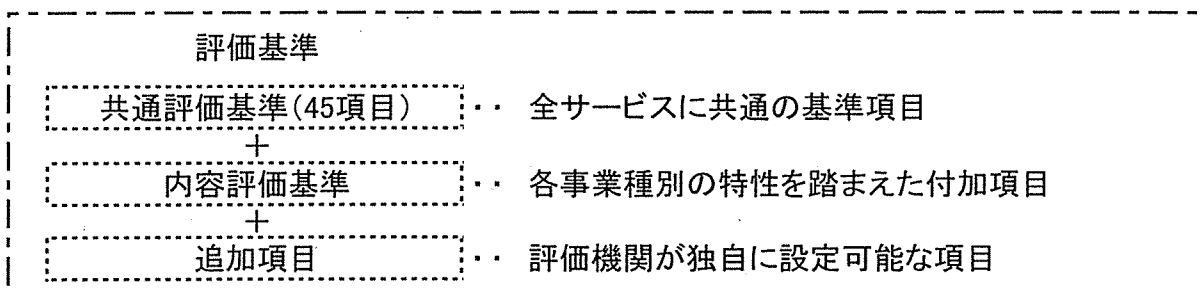 評価基準
共通評価基準(45項目)‥ 全サービスに共通の基準項目
＋
内容評価基準‥ 各事業種別の特性を踏まえた付加項目
＋
追加項目‥ 評価機関が独自に設定可能な項目